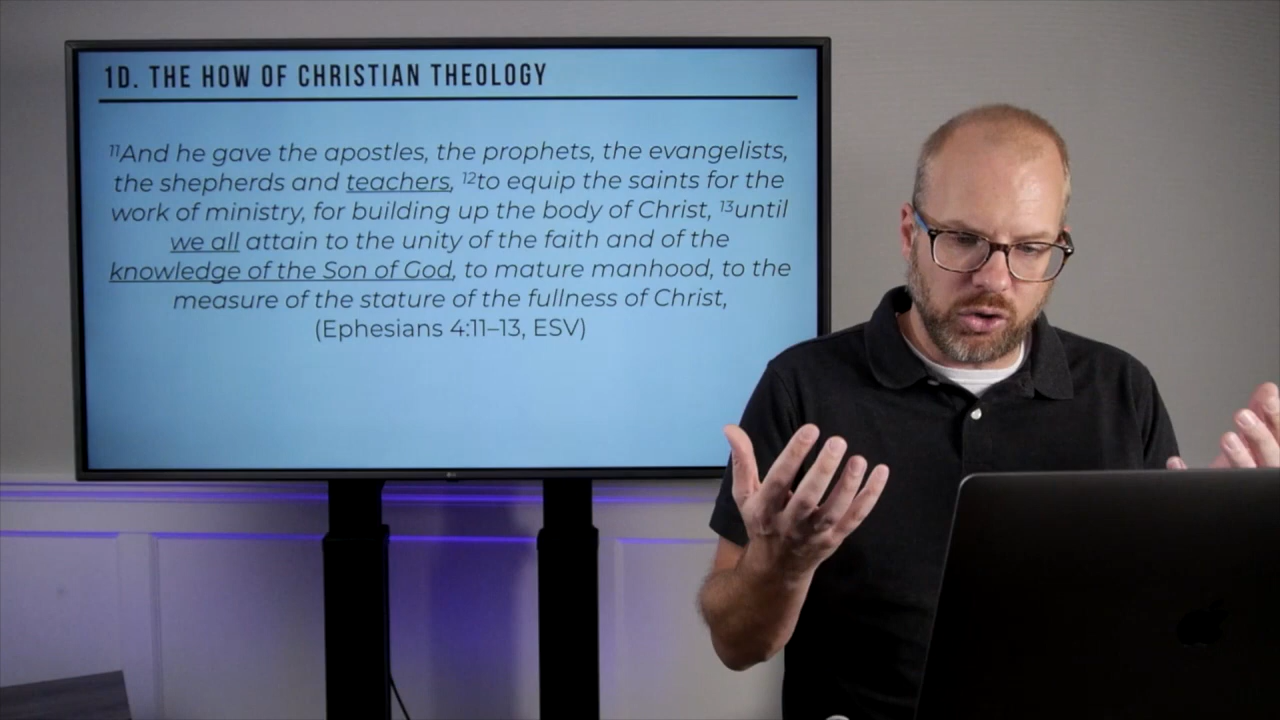 1D. THE HOW OF CHRISTIAN THEOLOGY
¹¹And he gave the apostles, the prophets, the evangelists,
the shepherds and teachers, ¹²to equip the saints for the
work of ministry, for building up the body of Christ, ¹³until
we all attain to the unity of the faith and of the
knowledge of the Son of God, to mature manhood, to the
measure of the stature of the fullness of Christ,
(Ephesians 4:11–13, ESV)